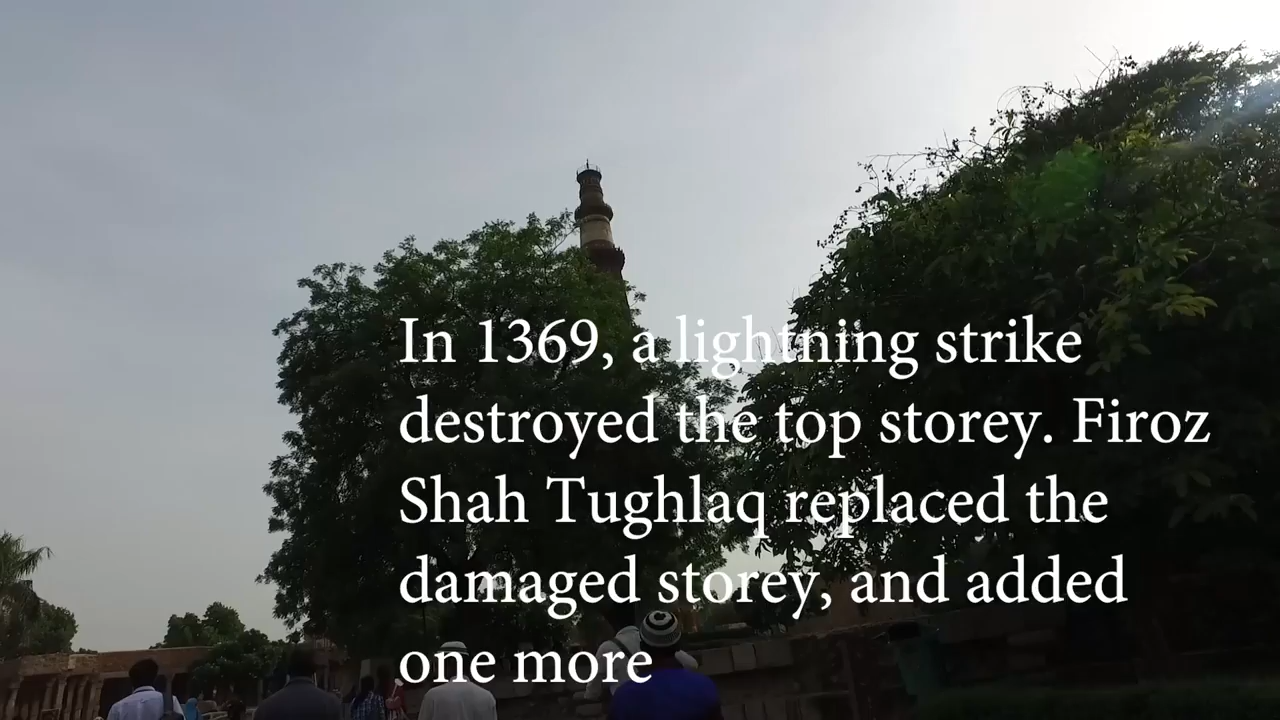 In 1369, a lightning strike
destroyed the top storey. Firoz
Shah Tughlaq replaced the
damaged storey, and added
one more